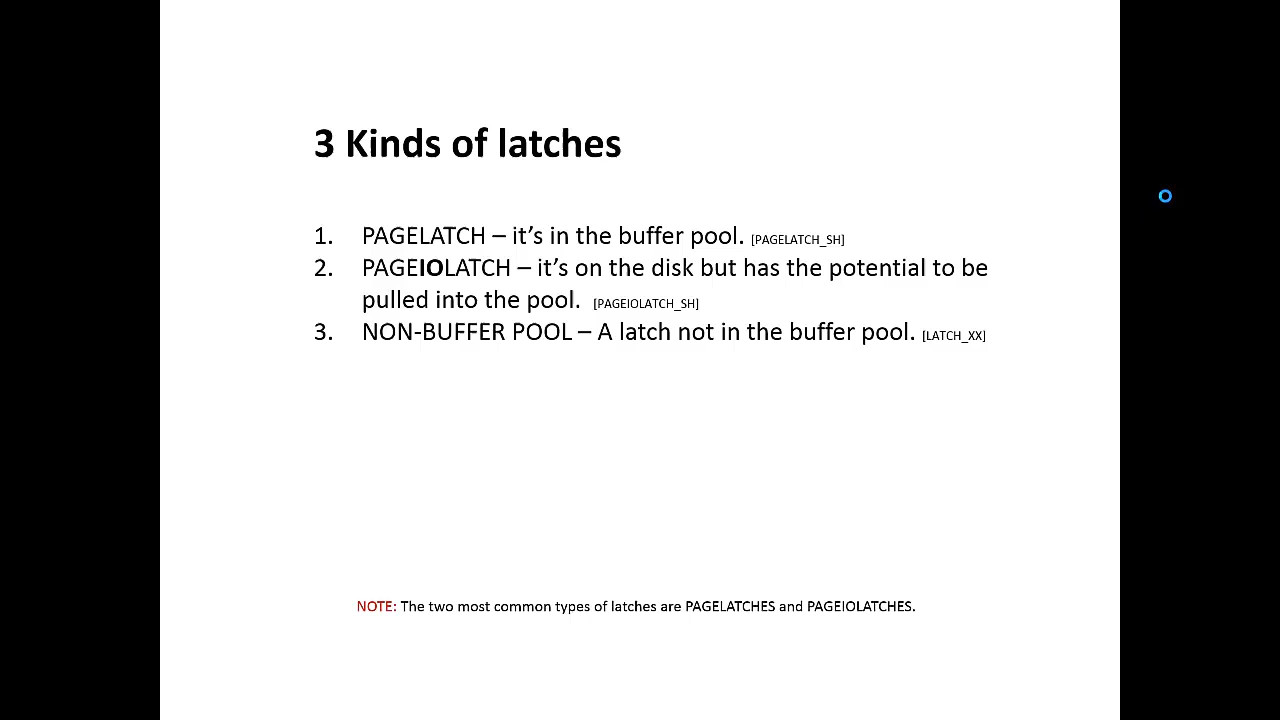 3 Kinds of latches
1. PAGELATCH – it’s in the buffer pool. [PAGELATCH_SH]
2. PAGEIOLATCH – it’s on the disk but has the potential to be
pulled into the pool. [PAGEIOLATCH_SH]
3. NON-BUFFER POOL – A latch not in the buffer pool. [LATCH_XX]
NOTE: The two most common types of latches are PAGELATCHES and PAGEIOLATCHES.